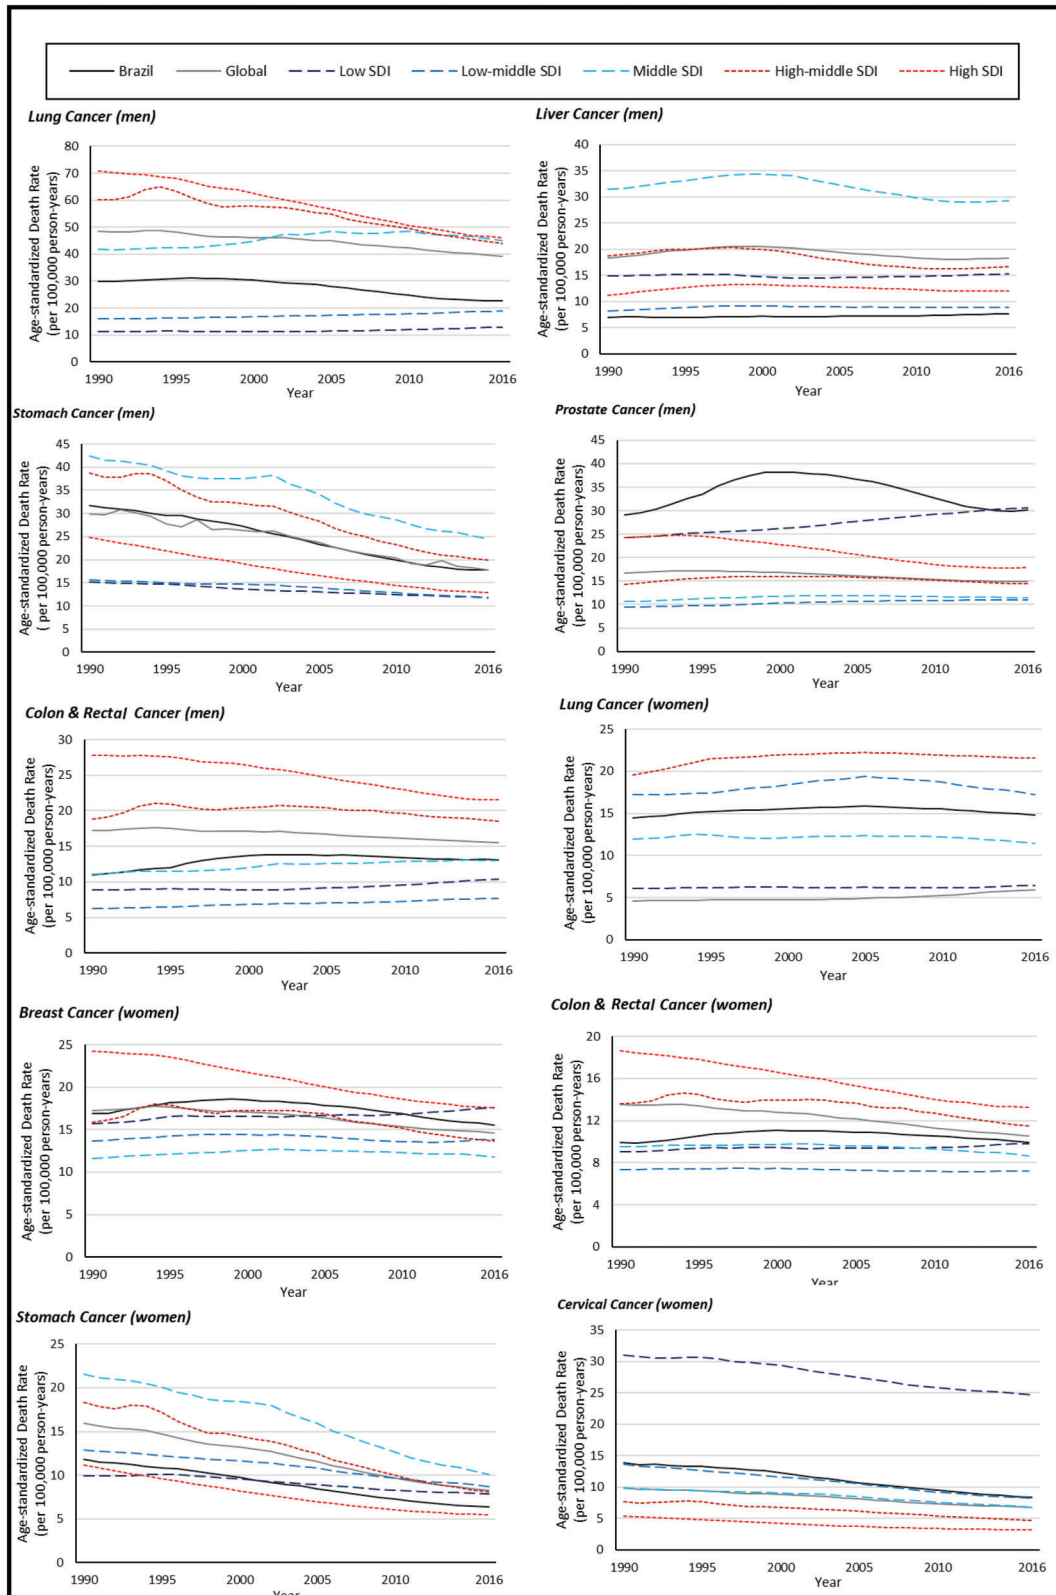 Brazil Global Low SDI Low-middle SDI Middle SDI High-middle SDI High SDI
Lung Cancer (men)
Age-standardized Death Rate
(per 100,000 person-years)
80
70
60
50
40
30
20
10
0
1990 1995 2000 2005 2010 2016
Year
Liver Cancer (men)
Age-standardized Death Rate
(per 100,000 person-years)
40
35
30
25
20
15
10
5
0
1990 1995 2000 2005 2010 2016
Year
Stomach Cancer (men)
Age-standardized Death Rate
( per 100,000 person-years)
45
40
35
30
25
20
15
10
5
0
1990 1995 2000 2005 2010 2016
Year
Prostate Cancer (men)
Age-standardized Death Rate
(per 100,000 person-years)
45
40
35
30
25
20
15
10
5
0
1990 1995 2000 2005 2010 2016
Year
Colon & Rectal Cancer (men)
Age-standardized Death Rate
(per 100,000 person-years)
30
25
20
15
10
5
0
1990 1995 2000 2005 2010 2016
Year
Lung Cancer (women)
Age-standardized Death Rate
(per 100,000 person-years)
25
20
15
10
5
0
1990 1995 2000 2005 2010 2016
Year
Breast Cancer (women)
Age-standardized Death Rate
(per 100,000 person-years)
25
20
15
10
5
0
1990 1995 2000 2005 2010 2016
Year
Colon & Rectal Cancer (women)
Age-standardized Death Rate
(per 100,000 person-years)
20
16
12
8
4
0
1990 1995 2000 2005 2010 2016
Year
Stomach Cancer (women)
Age-standardized Death Rate
(per 100,000 person-years)
25
20
15
10
5
0
1990 1995 2000 2005 2010 2016
Year
Cervical Cancer (women)
Age-standardized Death Rate
(per 100,000 person-years)
35
30
25
20
15
10
5
0
1990 1995 2000 2005 2010 2016
Year